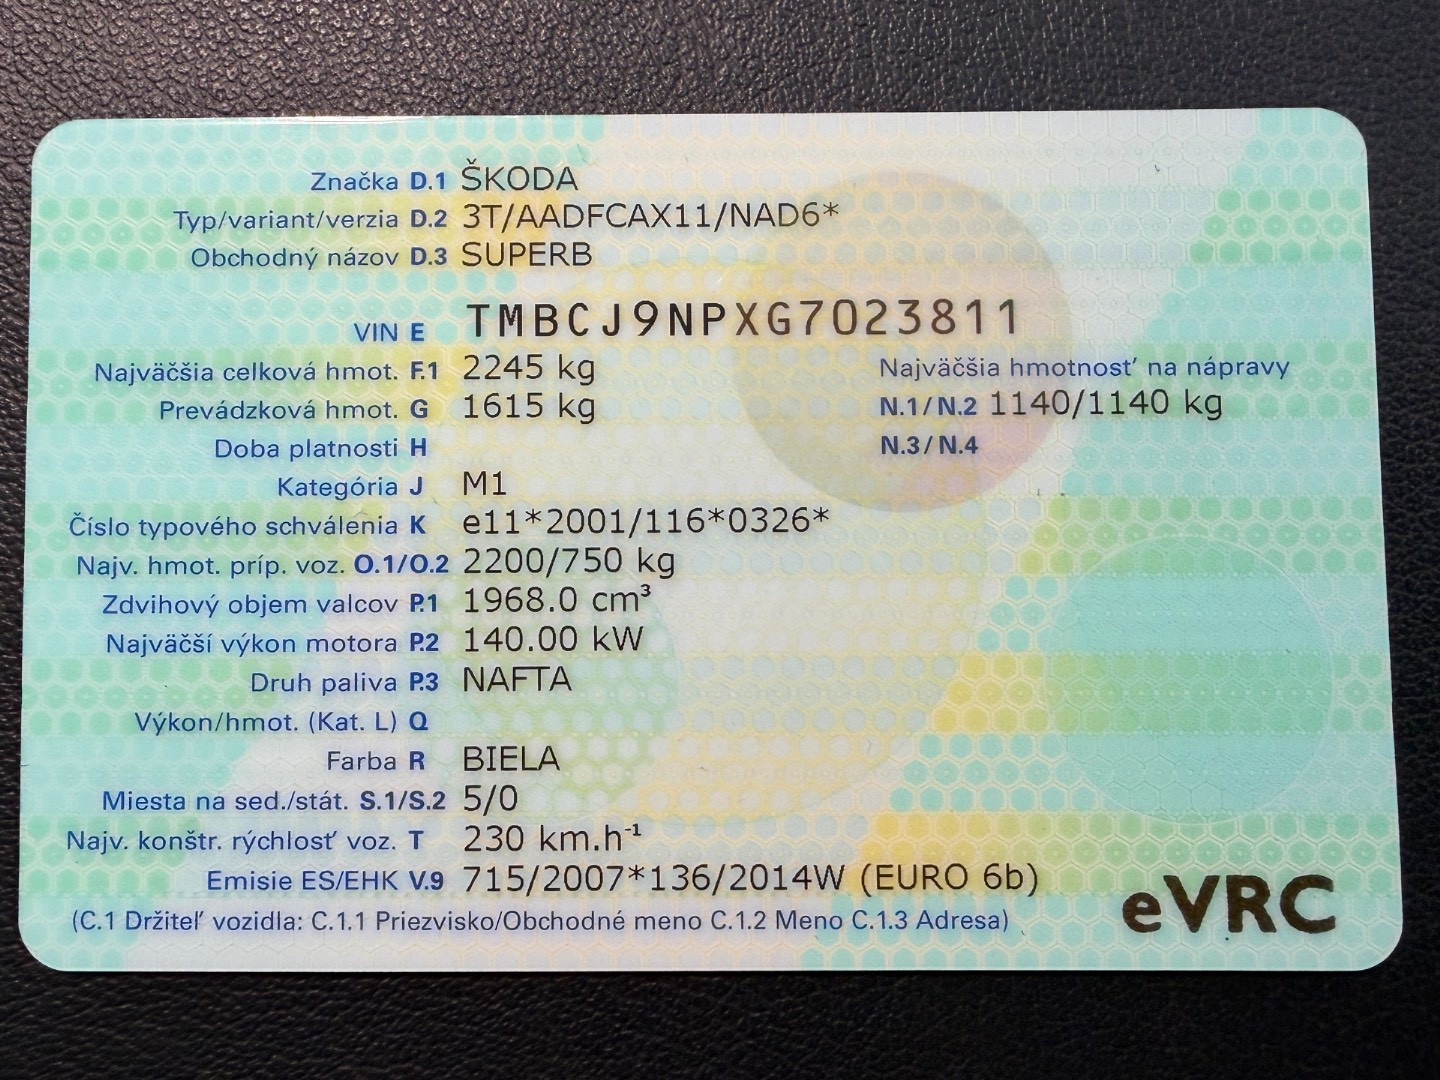 Značka D.1 ŠKODA
Typ/variant/verzia D.2 3T/AADFCAX11/NAD6*
Obchodný názov D.3 SUPERB
VIN E TMBCJ9NPXG7023811
Najväčšia celková hmot. F.1 2245 kg
Najväčšia hmotnosť na nápravy
Prevádzková hmot. G 1615 kg
N.1/N.2 1140/1140 kg
Doba platnosti H
N.3/N.4
Kategória J M1
Číslo typového schválenia K e11*2001/116*0326*
Najv. hmot. príp. voz. O.1/O.2 2200/750 kg
Zdvihový objem valcov P.1 1968.0 cm³
Najväčší výkon motora P.2 140.00 kW
Druh paliva P.3 NAFTA
Výkon/hmot. (Kat. L) Q
Farba R BIELA
Miesta na sed./stát. S.1/S.2 5/0
Najv. konštr. rýchlosť voz. T 230 km.h⁻¹
Emisie ES/EHK V.9 715/2007*136/2014W (EURO 6b)
(C.1 Držiteľ vozidla: C.1.1 Priezvisko/Obchodné meno C.1.2 Meno C.1.3 Adresa)
eVRC